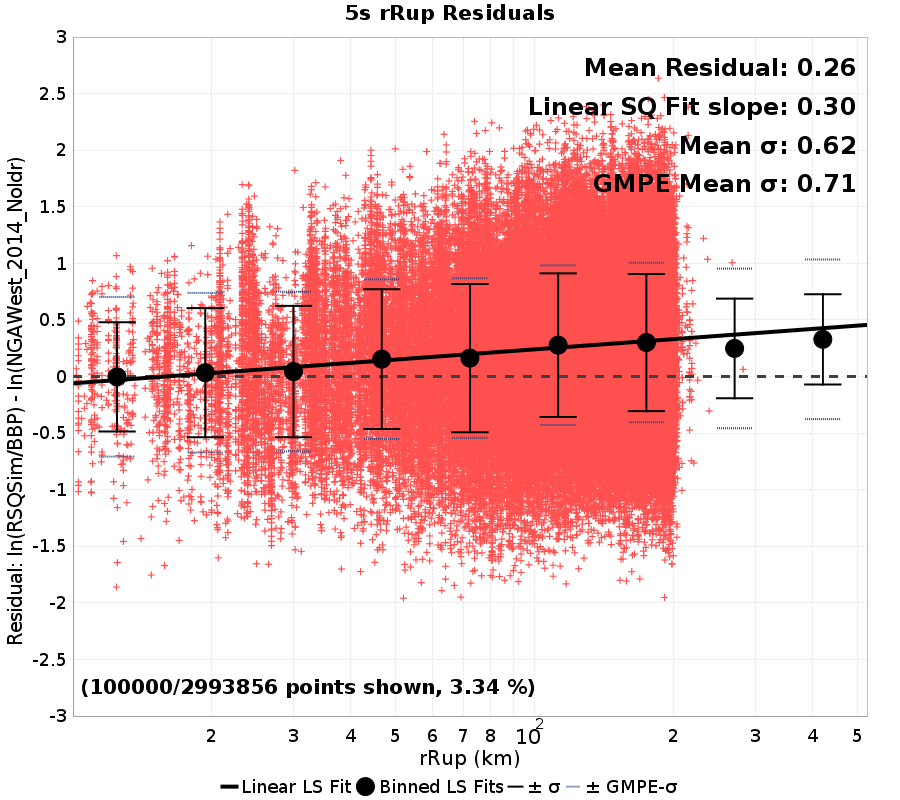 5s rRup Residuals
Mean Residual: 0.26
Linear SQ Fit slope: 0.30
Mean σ: 0.62
GMPE Mean σ: 0.71
Residual: ln(RSQSim/BBP) - ln(NGAWest_2014_NoIdr)
3
2.5
2
1.5
1
0.5
0
-0.5
-1
-1.5
-2
-2.5
-3
(100000/2993856 points shown, 3.34 %)
2 3 4 5 6 7 8 10² 2 3 4 5
rRup (km)
Linear LS Fit Binned LS Fits ± σ ± GMPE-σ